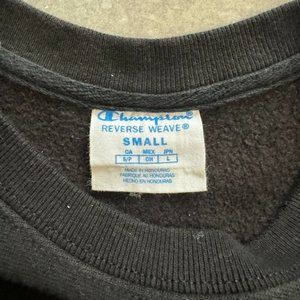 Champion
REVERSE WEAVE®
SMALL
CA MEX JPN
S/P CH L
MADE IN HONDURAS
FABRIQUÉ AU HONDURAS
HECHO EN HONDURAS